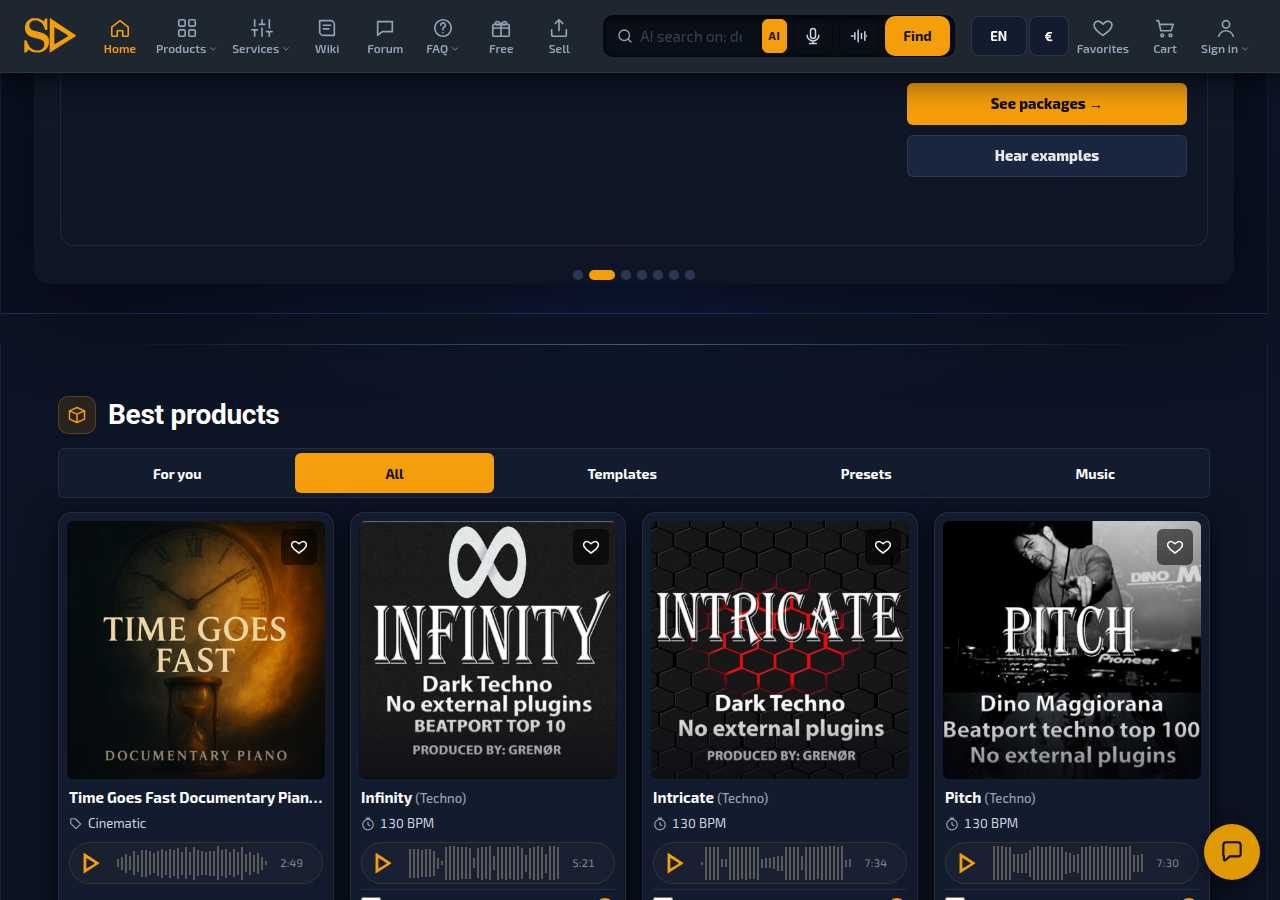 SD
Home
Products
Services
Wiki
Forum
FAQ
Free
Sell
AI search on: de
AI
Find
EN
€
Favorites
Cart
Sign in
See packages →
Hear examples
Best products
For you
All
Templates
Presets
Music
TIME GOES
FAST
DOCUMENTARY PIANO
INFINITY
Dark Techno
No external plugins
BEATPORT TOP 10
PRODUCED BY: GRENØR
INTRICATE
Dark Techno
No external plugins
PRODUCED BY: GRENØR
DINO M
PITCH
Pioneer
Dino Maggiorana
Beatport techno top 100
No external plugins
Time Goes Fast Documentary Pian...
Cinematic
2:49
Infinity (Techno)
130 BPM
5:21
Intricate (Techno)
130 BPM
7:34
Pitch (Techno)
130 BPM
7:30